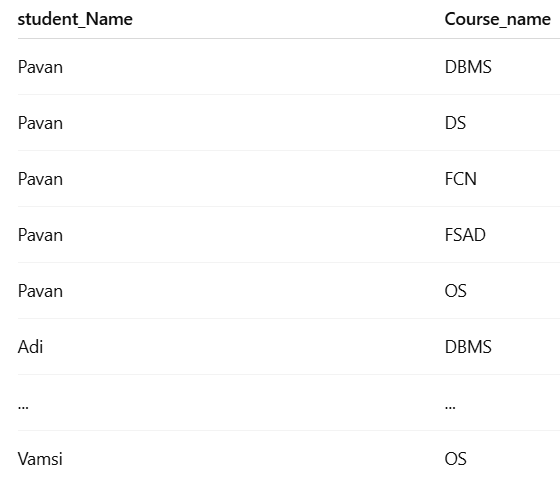 student_Name Course_name
Pavan DBMS
Pavan DS
Pavan FCN
Pavan FSAD
Pavan OS
Adi DBMS
... ...
Vamsi OS